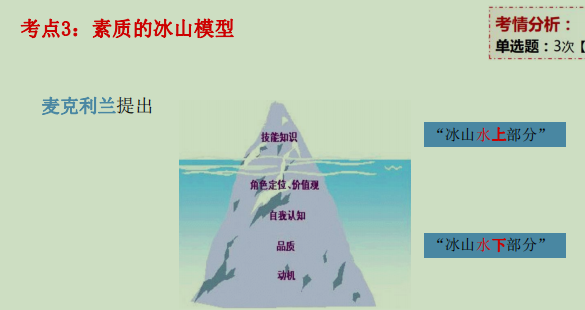 考点3：素质的冰山模型
考情分析：
单选题：3次【
麦克利兰提出
技能知识
“冰山水上部分”
角色定位、价值观
自我认知
品质
“冰山水下部分”
动机